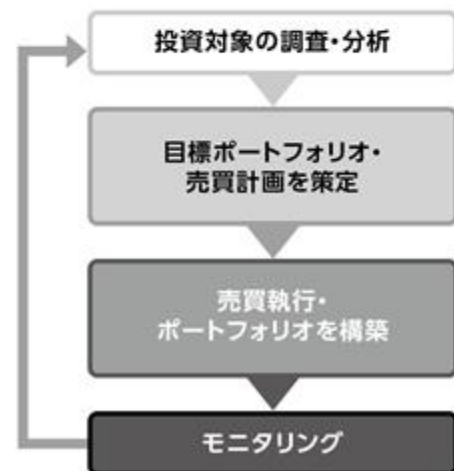 投資対象の調査・分析
目標ポートフォリオ・
売買計画を策定
売買執行・
ポートフォリオを構築
モニタリング